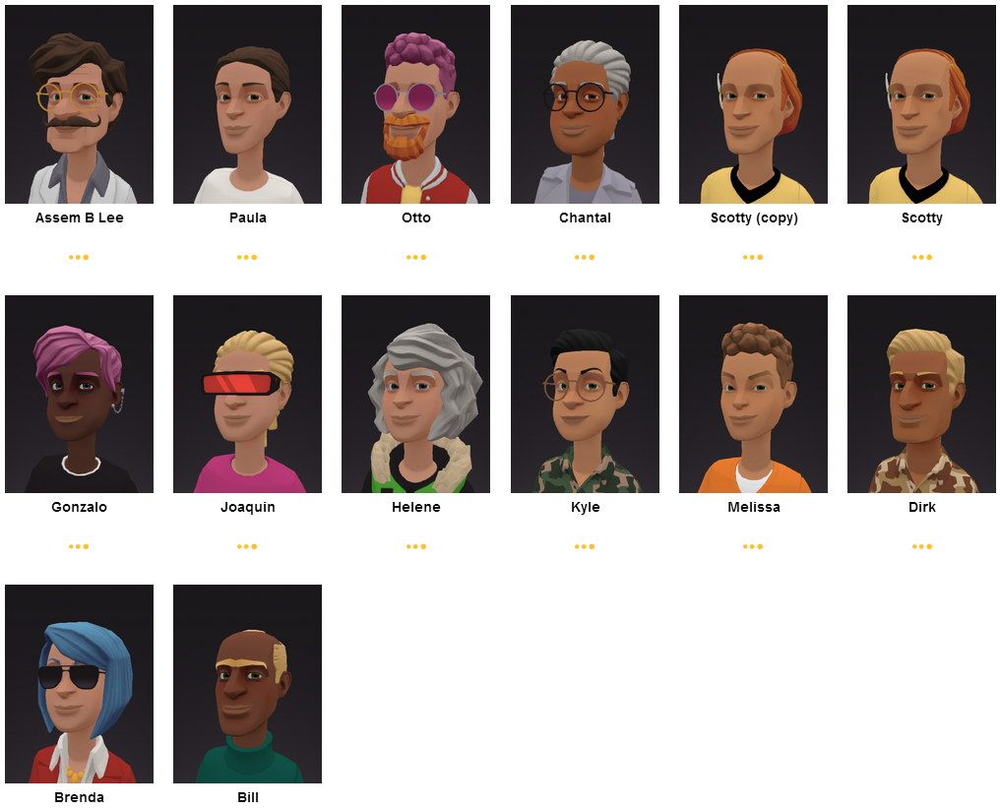 Assem B Lee
Paula
Otto
Chantal
Scotty (copy)
Scotty
Gonzalo
Joaquin
Helene
Kyle
Melissa
Dirk
Brenda
Bill